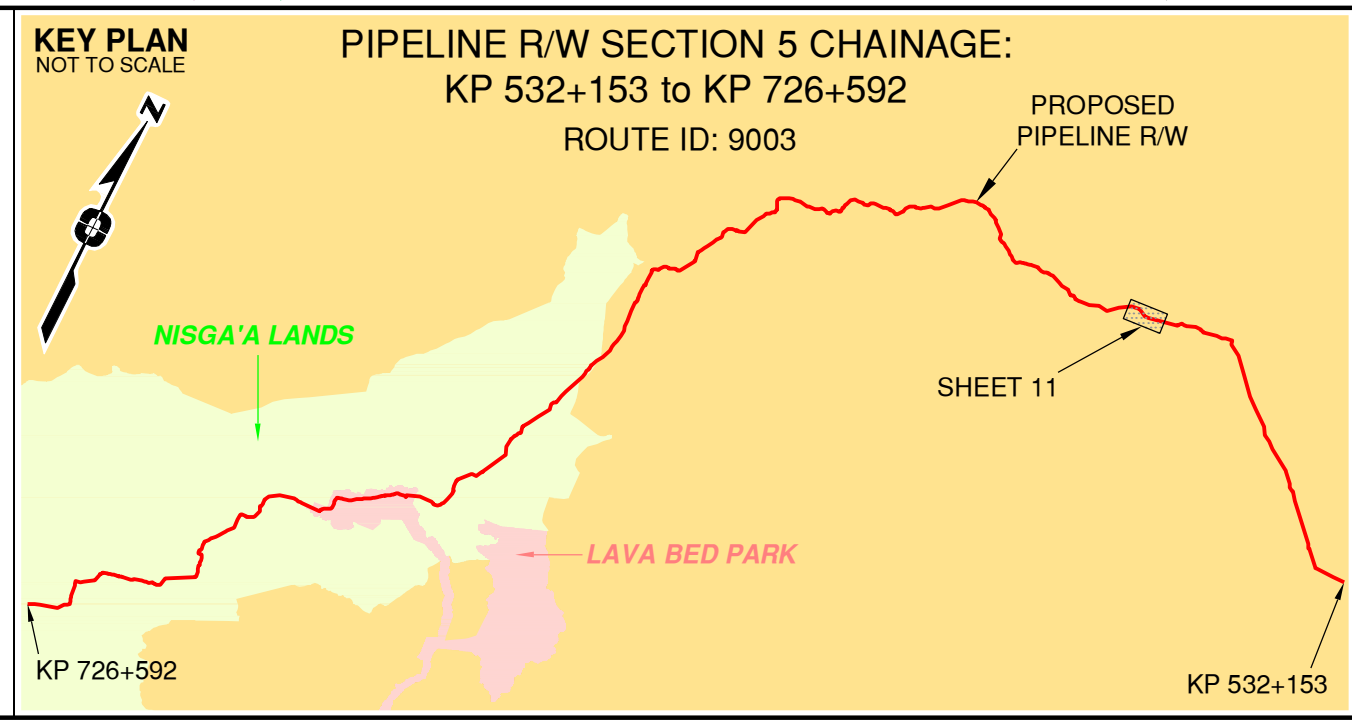 KEY PLAN
NOT TO SCALE
PIPELINE R/W SECTION 5 CHAINAGE:
KP 532+153 to KP 726+592
ROUTE ID: 9003
PROPOSED
PIPELINE R/W
N
NISGA'A LANDS
SHEET 11
LAVA BED PARK
KP 726+592
KP 532+153